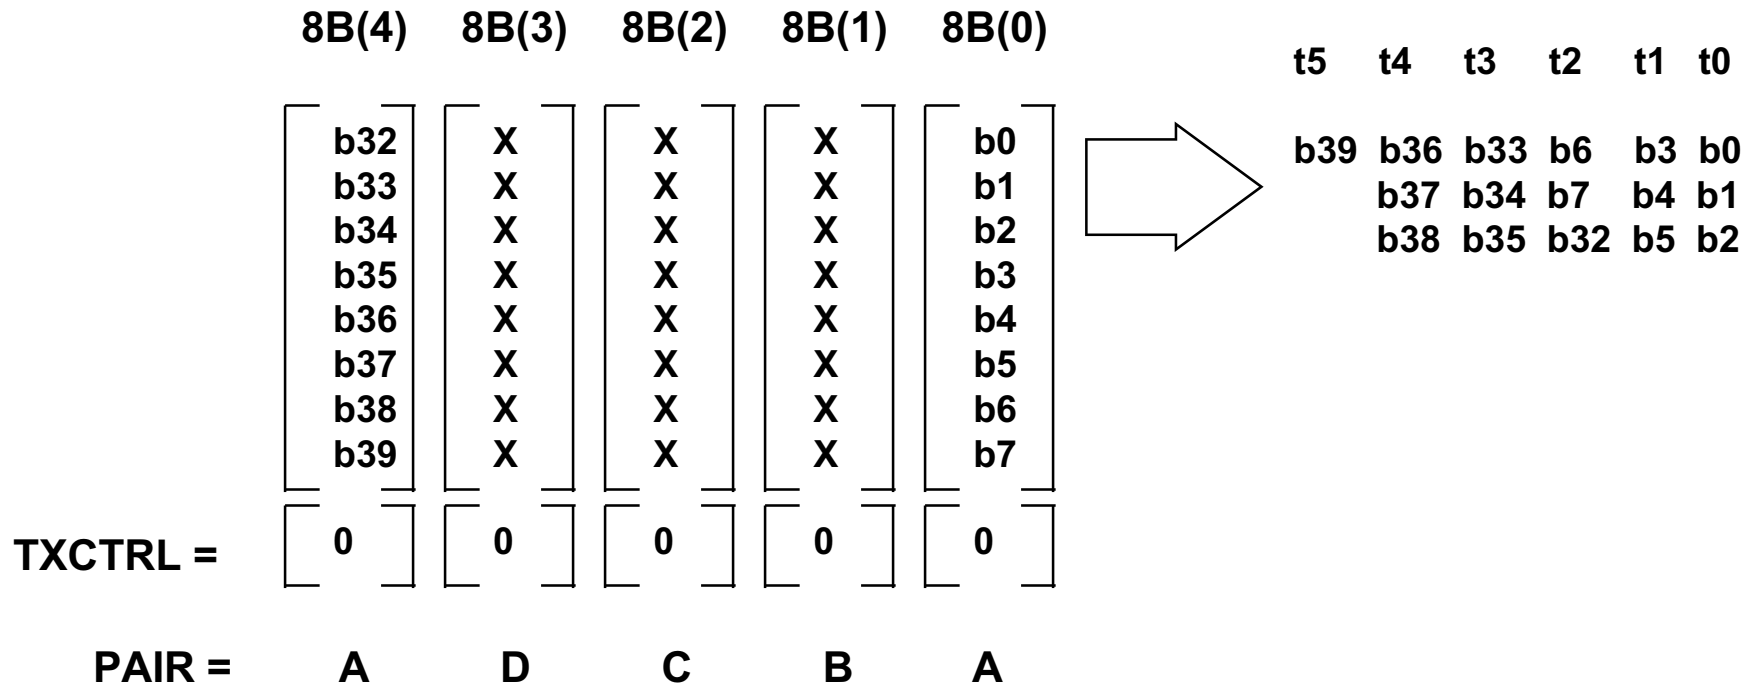 8B(4) 8B(3) 8B(2) 8B(1) 8B(0)
t5 t4 t3 t2 t1 t0
b32 X X X b0
b33 X X X b1
b34 X X X b2
b35 X X X b3
b36 X X X b4
b37 X X X b5
b38 X X X b6
b39 X X X b7
b39 b36 b33 b6 b3 b0
b37 b34 b7 b4 b1
b38 b35 b32 b5 b2
TXCTRL = 0 0 0 0 0
PAIR = A D C B A